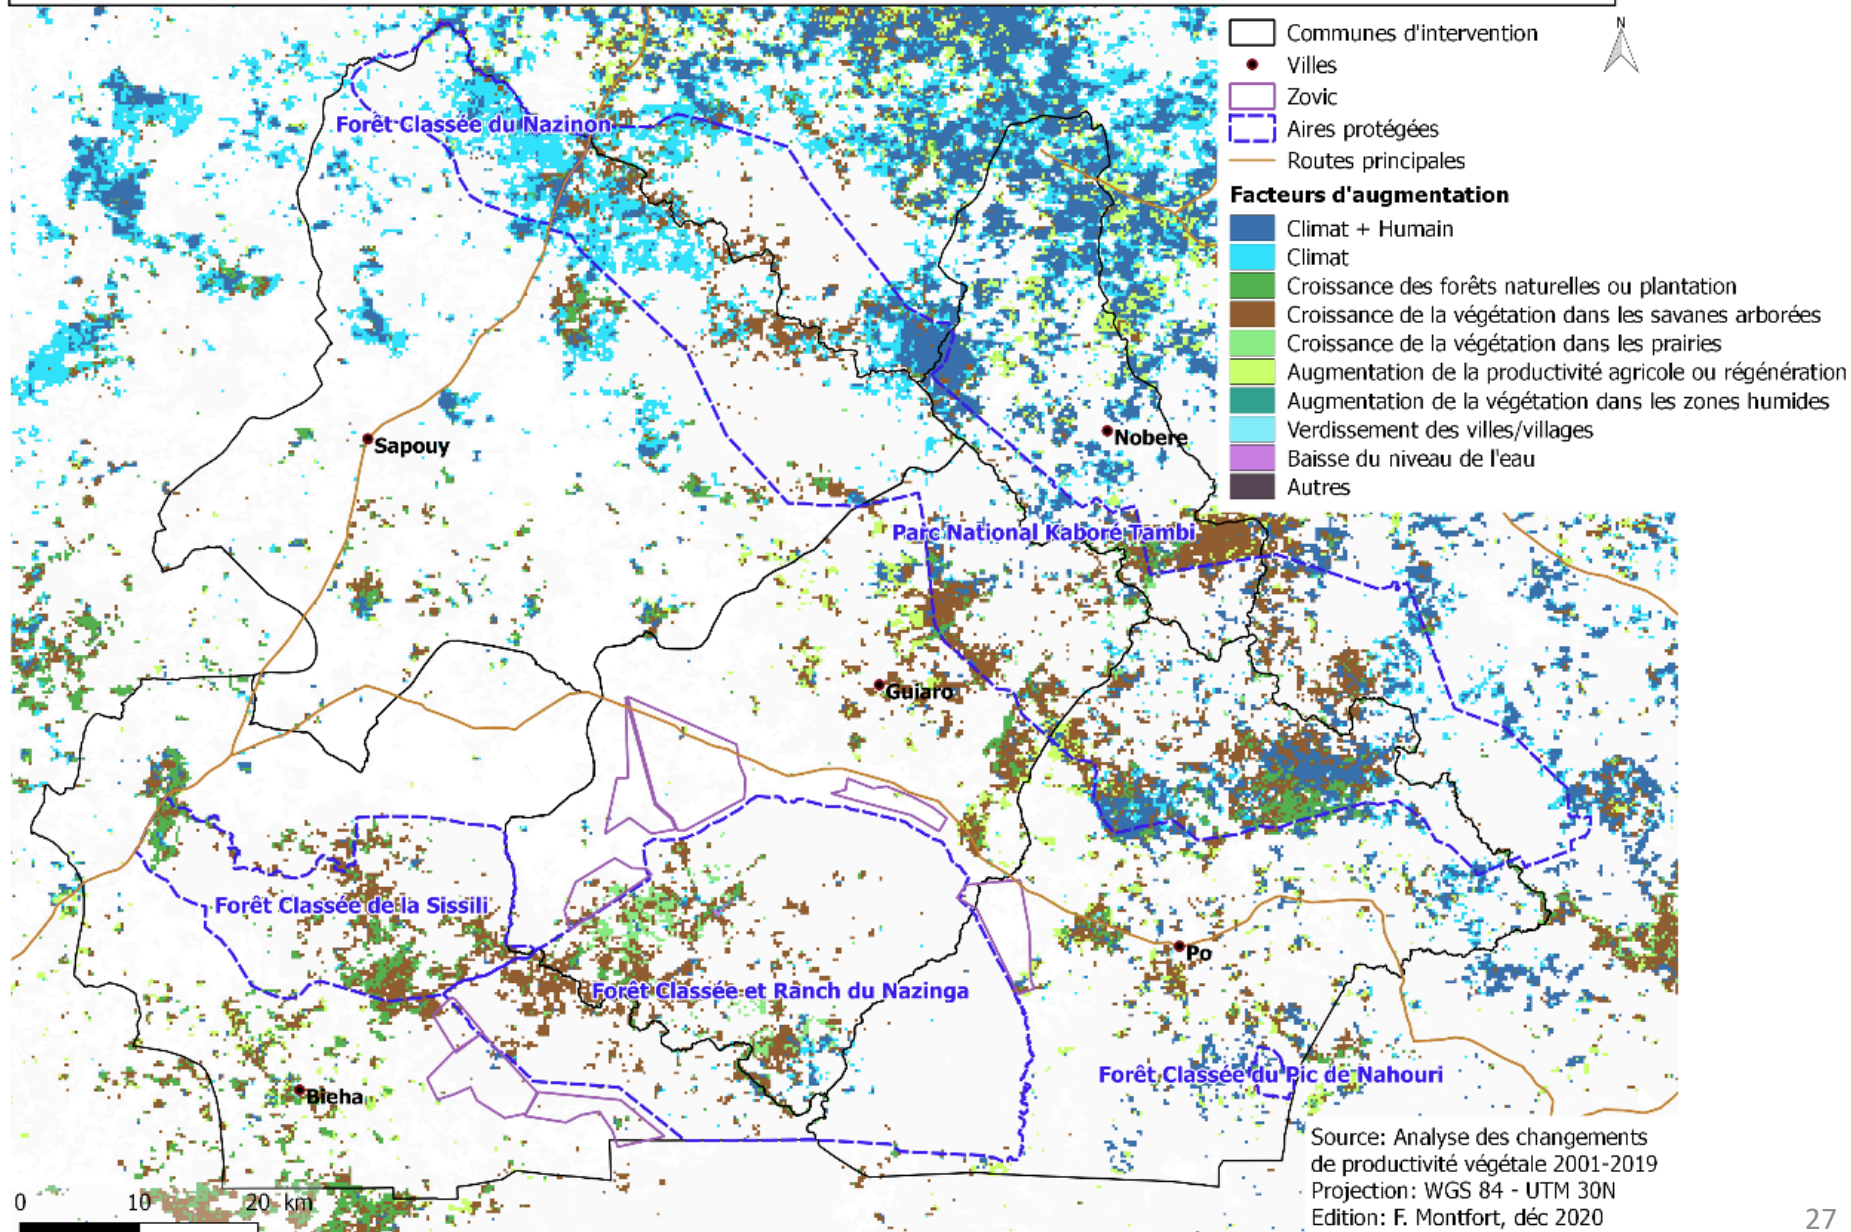 N
Communes d'intervention
Villes
Zovic
Aires protégées
Routes principales
Facteurs d'augmentation
Climat + Humain
Climat
Croissance des forêts naturelles ou plantation
Croissance de la végétation dans les savanes arborées
Croissance de la végétation dans les prairies
Augmentation de la productivité agricole ou régénération
Augmentation de la végétation dans les zones humides
Verdissement des villes/villages
Baisse du niveau de l'eau
Autres
Forêt Classée du Nazinon
Sapouy
Nobere
Parc National Kaboré Tambi
Guiaro
Forêt Classée de la Sissili
Po
Forêt Classée et Ranch du Nazinga
Forêt Classée du Pic de Nahouri
Bieha
Source: Analyse des changements
de productivité végétale 2001-2019
Projection: WGS 84 - UTM 30N
Edition: F. Montfort, déc 2020
0 10 20 km
27